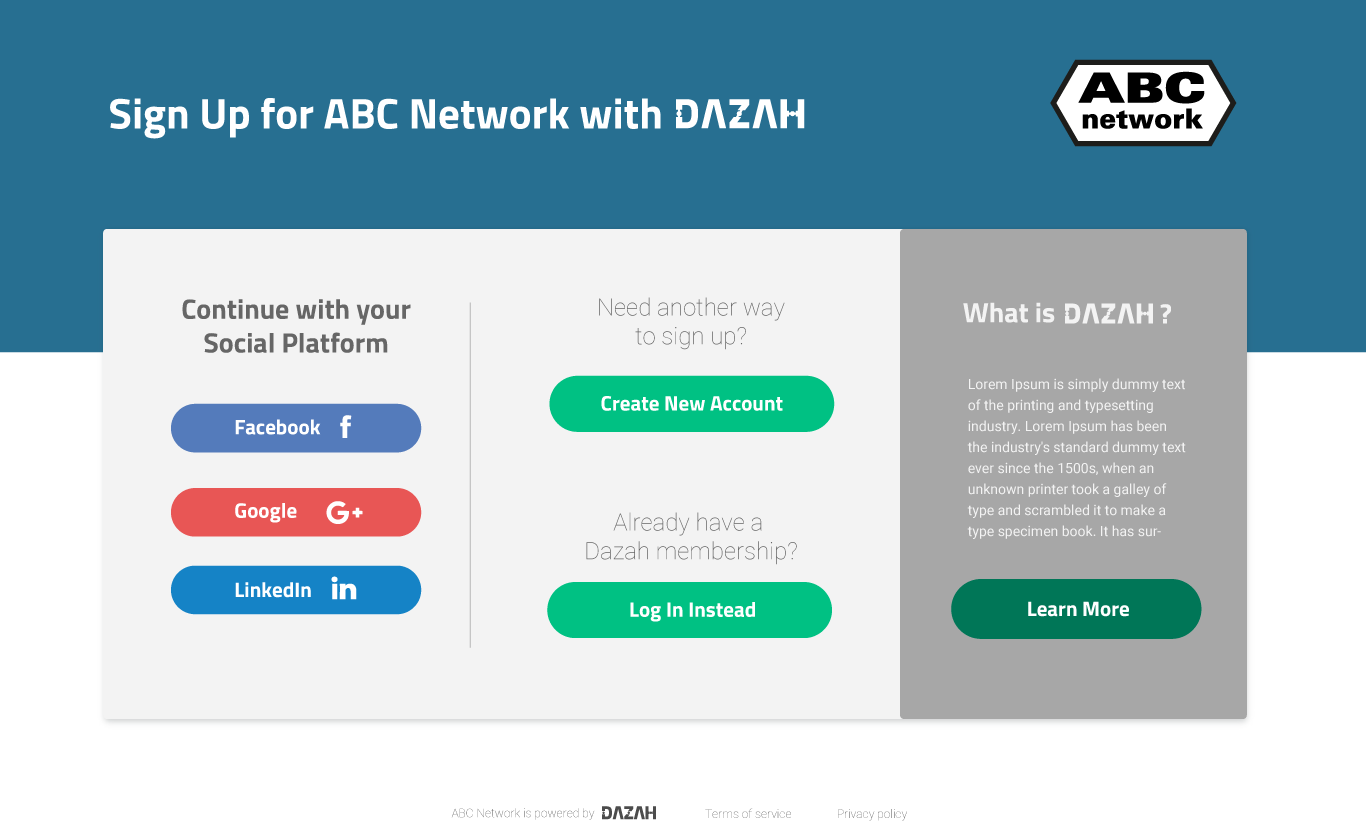 Sign Up for ABC Network with DAZAH
ABC
network
Continue with your
Social Platform
Facebook f
Google G+
LinkedIn in
Need another way
to sign up?
Create New Account
Already have a
Dazah membership?
Log In Instead
What is DAZAH ?
Lorem Ipsum is simply dummy text
of the printing and typesetting
industry. Lorem Ipsum has been
the industry's standard dummy text
ever since the 1500s, when an
unknown printer took a galley of
type and scrambled it to make a
type specimen book. It has sur-
Learn More
ABC Network is powered by DAZAH
Terms of service
Privacy policy